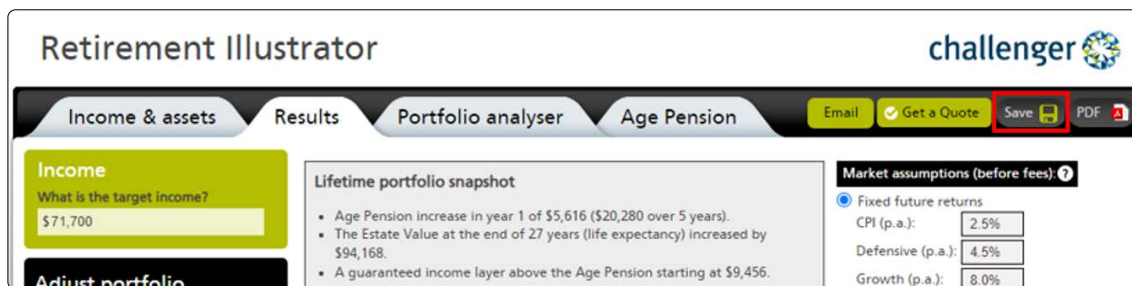 Retirement Illustrator
challenger
Income & assets
Results
Portfolio analyser
Age Pension
Email
Get a Quote
Save
PDF
Income
What is the target income?
$71,700
Adjust portfolio
Lifetime portfolio snapshot
• Age Pension increase in year 1 of $5,616 ($20,280 over 5 years).
• The Estate Value at the end of 27 years (life expectancy) increased by
$94,168.
• A guaranteed income layer above the Age Pension starting at $9,456.
Market assumptions (before fees): ?
Fixed future returns
CPI (p.a.): 2.5%
Defensive (p.a.): 4.5%
Growth (p.a.): 8.0%